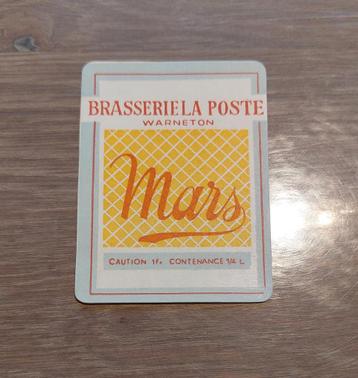 BRASSERIE LA POSTE
WARNETON
Mars
CAUTION 1F. CONTENANCE 1/4 L.